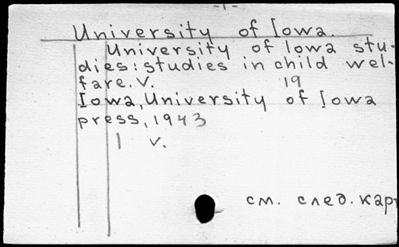 -1-
University of Iowa.
University of Iowa stu-
dies: studies in child wel-
fare. V. 19
Iowa, University of Iowa
press, 1943
1 v.
см. след. карт